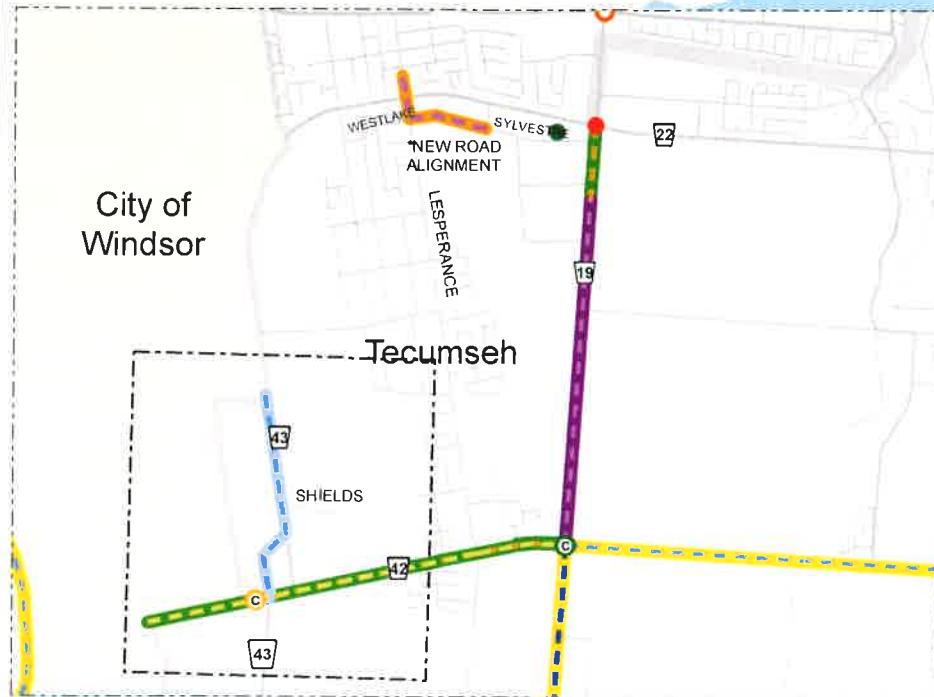 WESTLAKE
SYLVESTRE
22
*NEW ROAD
ALIGNMENT
City of
Windsor
LESPERANCE
19
Tecumseh
43
SHIELDS
C
42
C
43